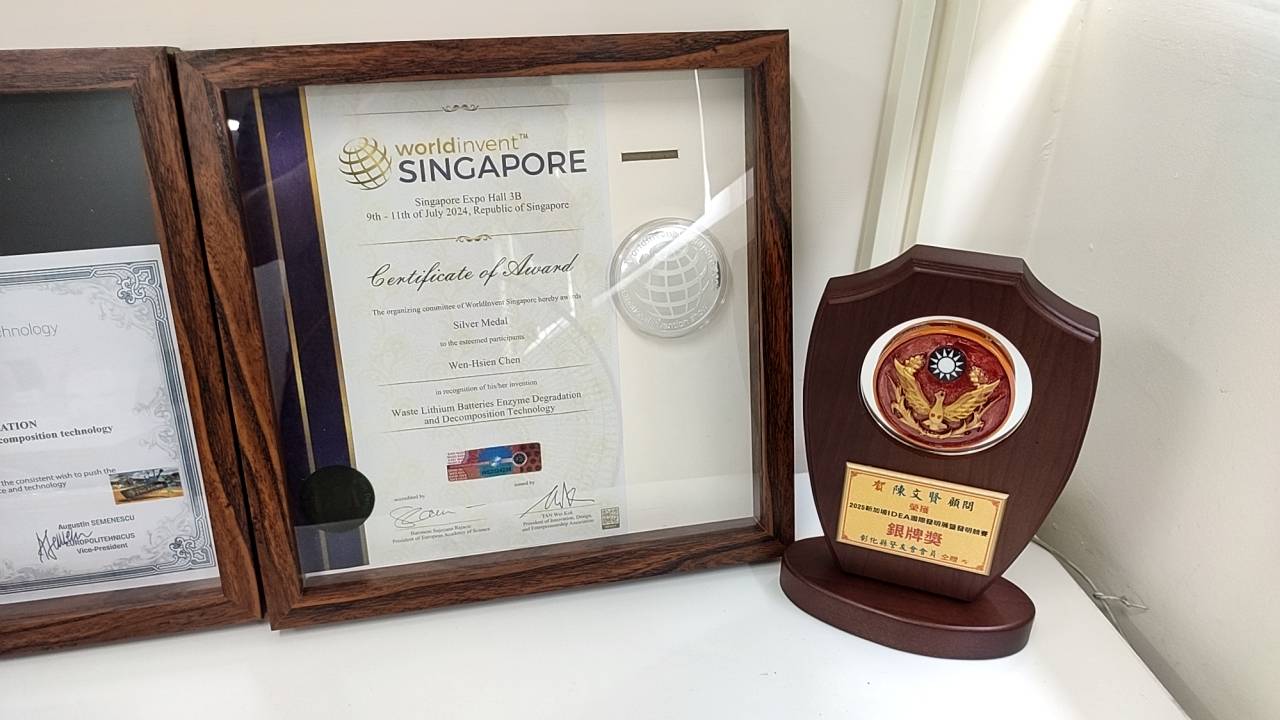 chnology
ATION
composition technology
the consistent wish to push the
ce and technology
Augustin SEMENESCU
EUROPOLITEHNICUS
Vice-President
worldinvent™
SINGAPORE
Singapore Expo Hall 3B
9th - 11th of July 2024, Republic of Singapore
Certificate of Award
The organizing committee of WorldInvent Singapore hereby awards
Silver Medal
to the esteemed participants
Wen-Hsien Chen
in recognition of his/her invention
Waste Lithium Batteries Enzyme Degradation
and Decomposition Technology
accredited by
issued by
President of European Academy of Science
TAN Wei Kok
President of Innovation, Design,
and Entrepreneurship Association
worldinvent
賀 陳文賢 顧問
榮獲
2025新加坡IDEA國際發明展暨發明競賽
銀牌獎
彰化縣警友會會員 全贈